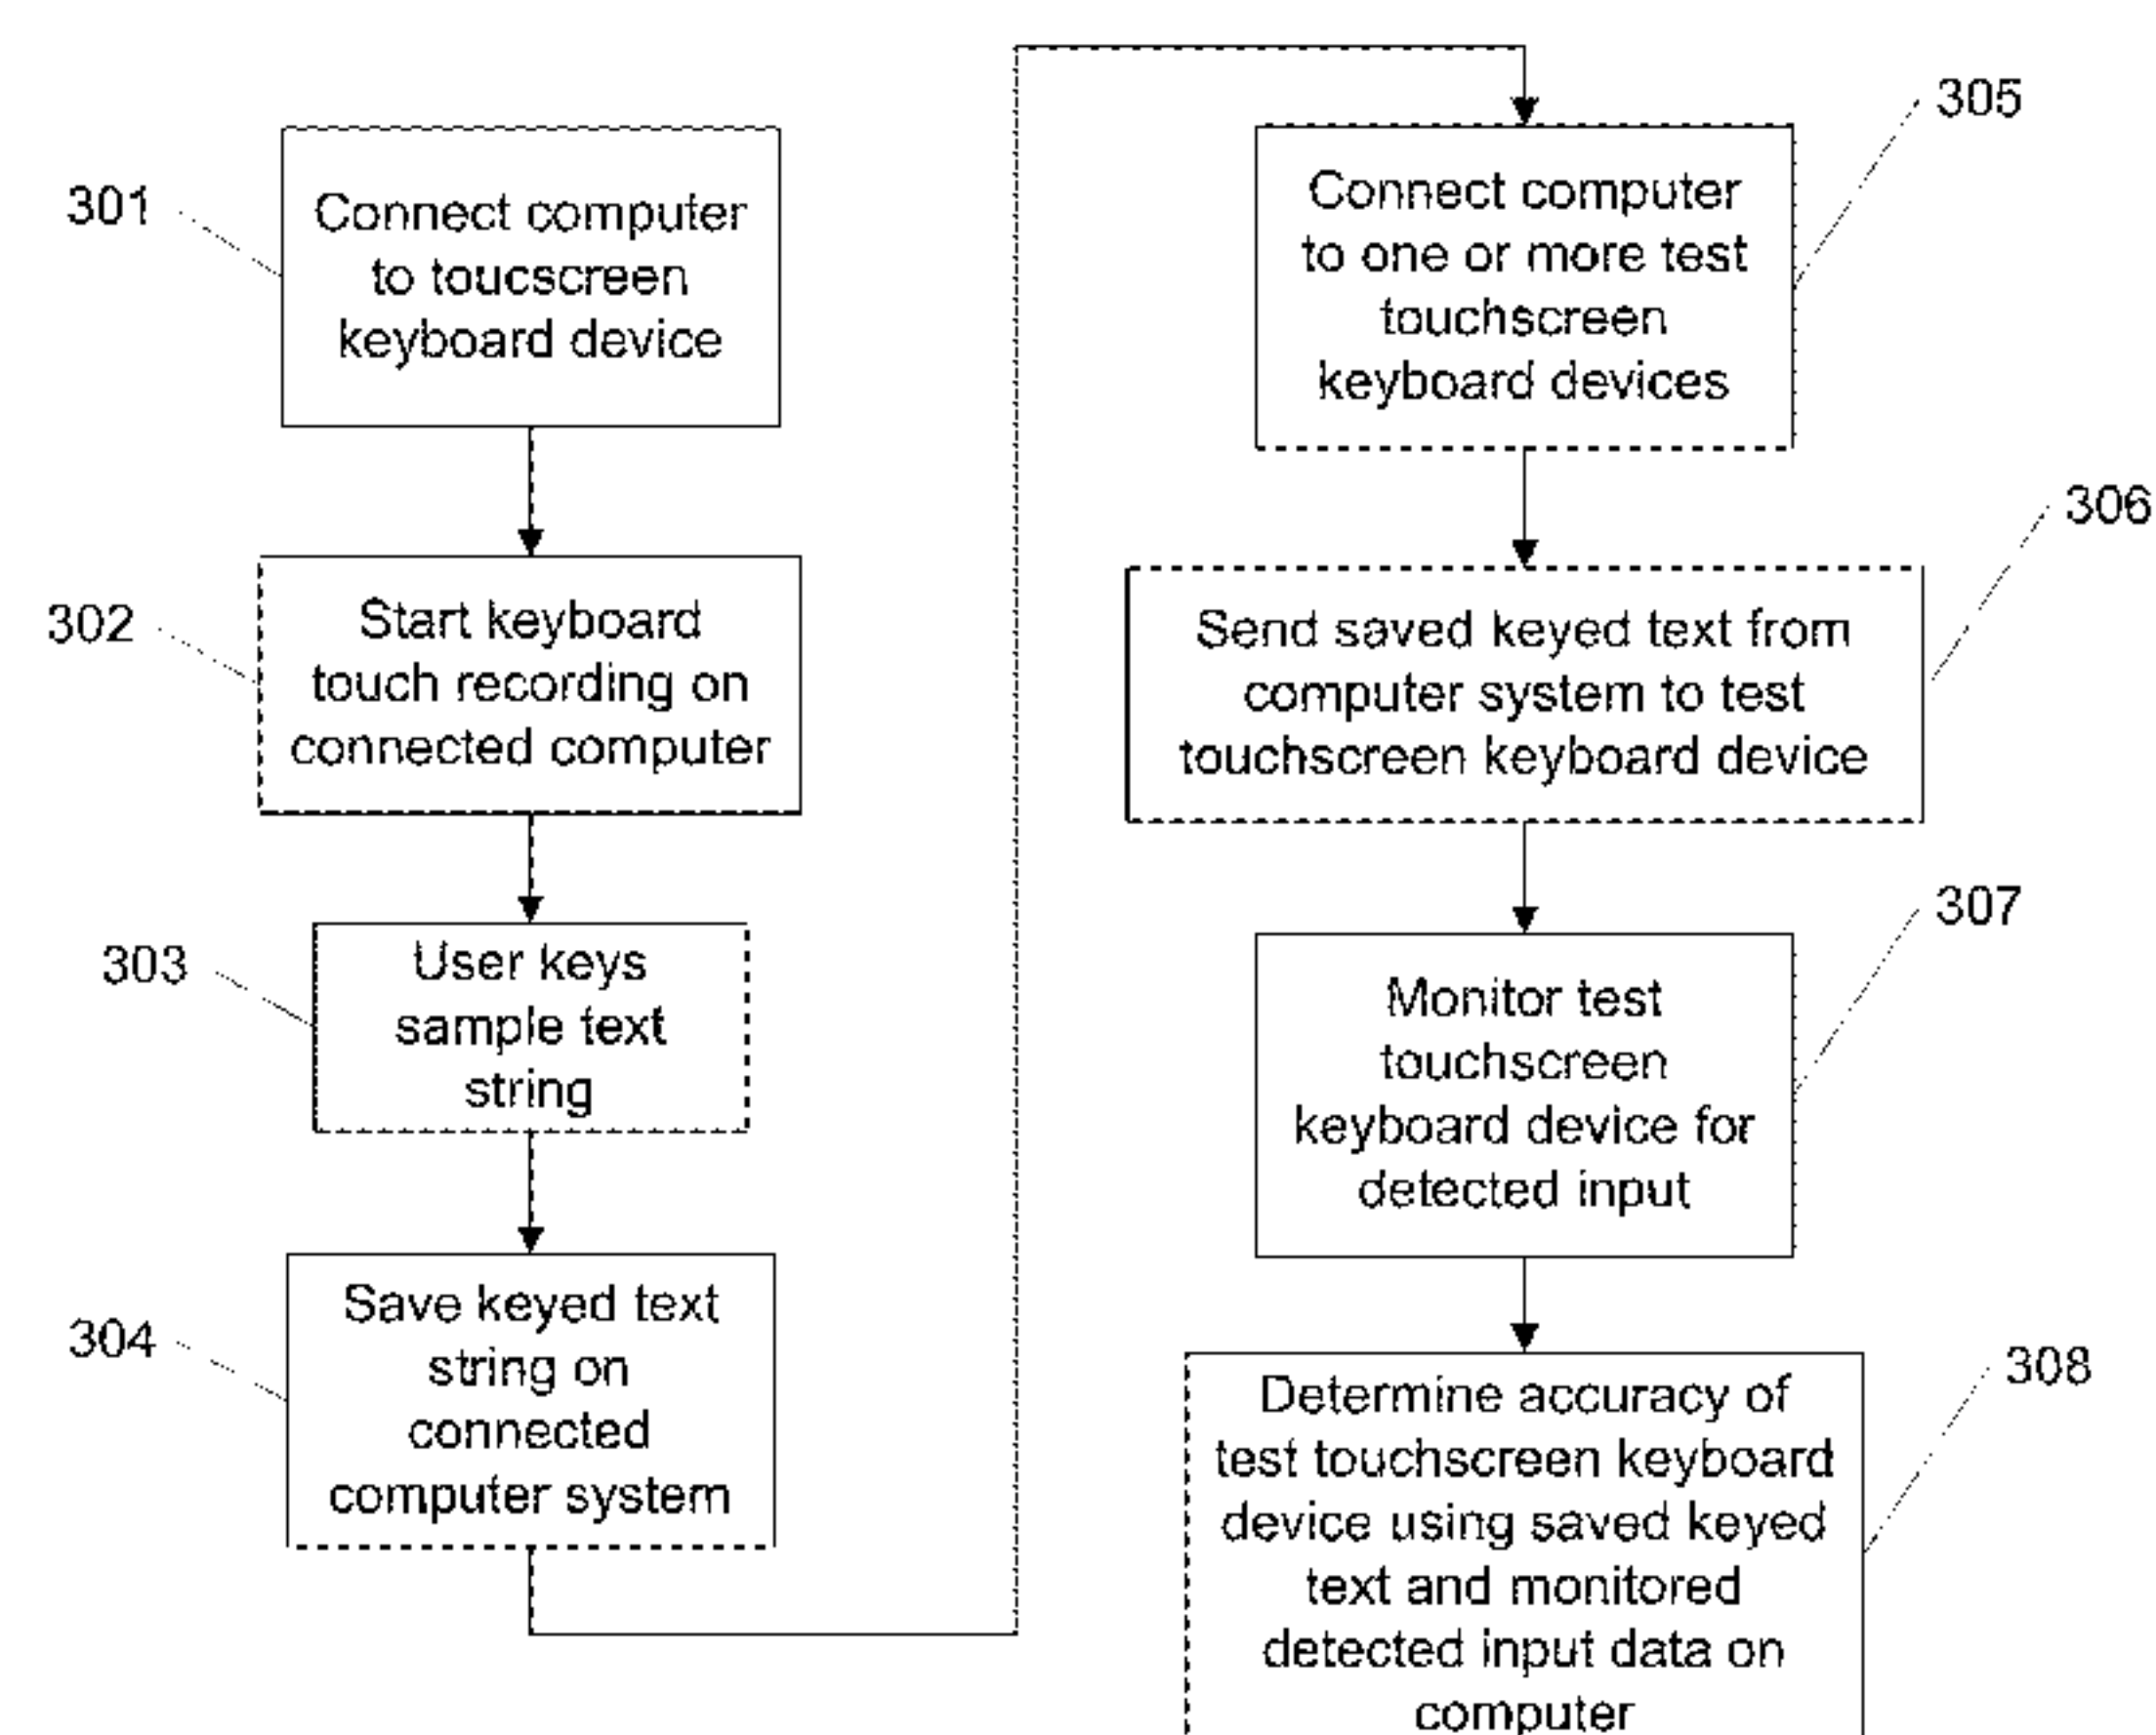 301
Connect computer
to toucscreen
keyboard device
302
Start keyboard
touch recording on
connected computer
303
User keys
sample text
string
304
Save keyed text
string on
connected
computer system
305
Connect computer
to one or more test
touchscreen
keyboard devices
306
Send saved keyed text from
computer system to test
touchscreen keyboard device
307
Monitor test
touchscreen
keyboard device for
detected input
308
Determine accuracy of
test touchscreen keyboard
device using saved keyed
text and monitored
detected input data on
computer